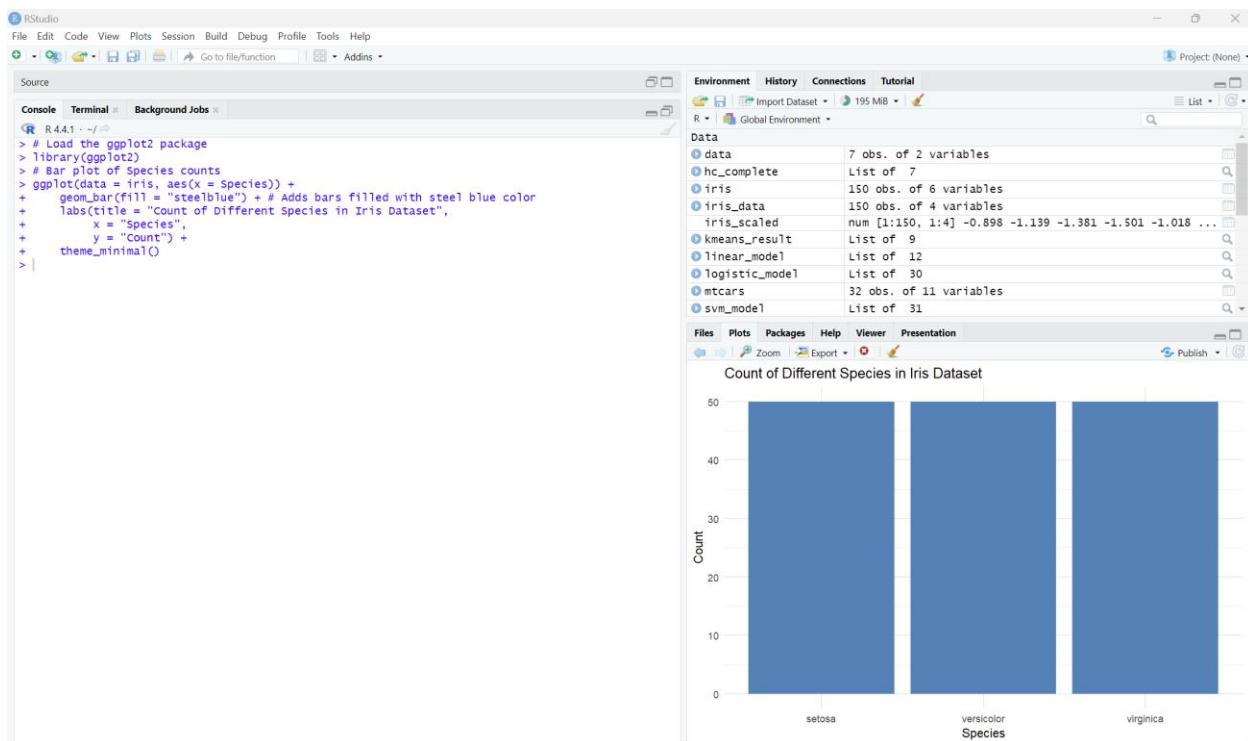 RStudio
File Edit Code View Plots Session Build Debug Profile Tools Help
Go to file/function Addins
Project: (None)
Source
Console Terminal Background Jobs
R R 4.4.1 · ~/
> # Load the ggplot2 package
> library(ggplot2)
> # Bar plot of Species counts
> ggplot(data = iris, aes(x = Species)) +
+ geom_bar(fill = "steelblue") + # Adds bars filled with steel blue color
+ labs(title = "Count of Different Species in Iris Dataset",
+ x = "Species",
+ y = "Count") +
+ theme_minimal()
>
Environment History Connections Tutorial
Import Dataset 195 MiB List
R Global Environment
Data
data 7 obs. of 2 variables
hc_complete List of 7
iris 150 obs. of 6 variables
iris_data 150 obs. of 4 variables
iris_scaled num [1:150, 1:4] -0.898 -1.139 -1.381 -1.501 -1.018 ...
kmeans_result List of 9
linear_model List of 12
logistic_model List of 30
mtcars 32 obs. of 11 variables
svm_model List of 31
Files Plots Packages Help Viewer Presentation
Zoom Export Publish
Count of Different Species in Iris Dataset
50
40
30
20
10
0
Count
setosa versicolor virginica
Species